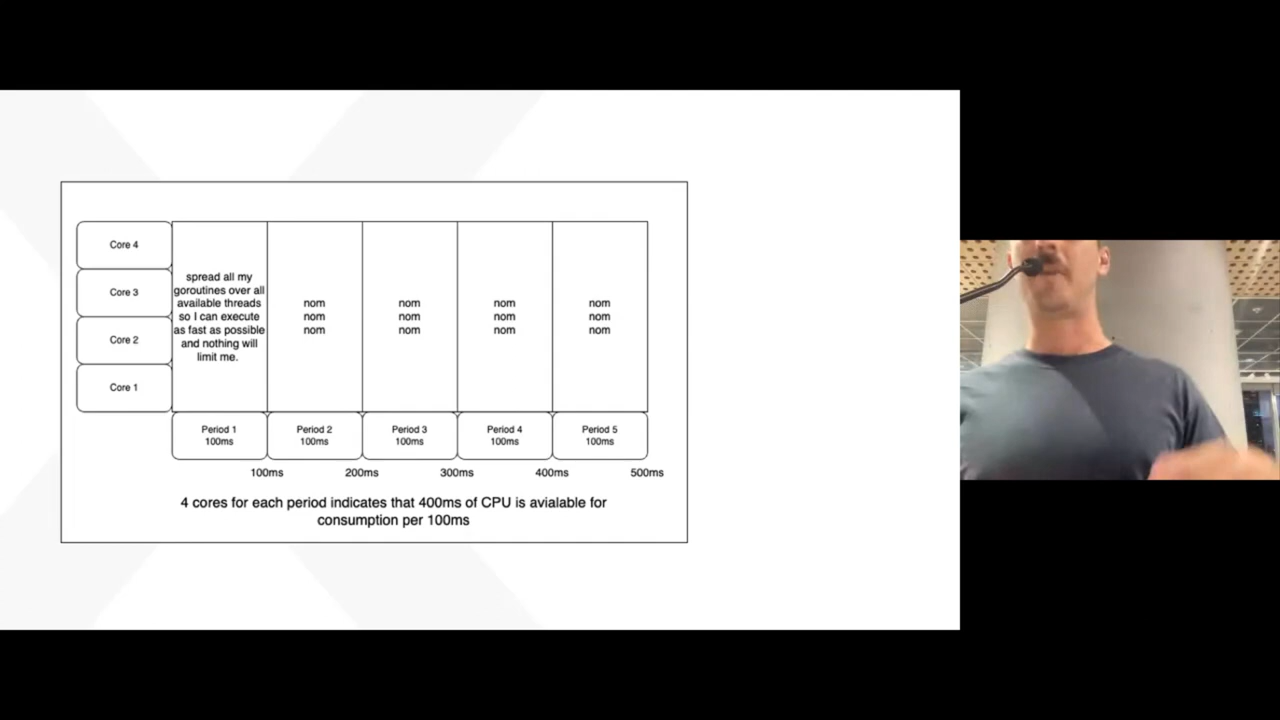 Core 4
Core 3
Core 2
Core 1
spread all my
goroutines over all
available threads
so I can execute
as fast as possible
and nothing will
limit me.
nom
nom
nom
nom
nom
nom
nom
nom
nom
nom
nom
nom
Period 1
100ms
Period 2
100ms
Period 3
100ms
Period 4
100ms
Period 5
100ms
100ms
200ms
300ms
400ms
500ms
4 cores for each period indicates that 400ms of CPU is avialable for
consumption per 100ms